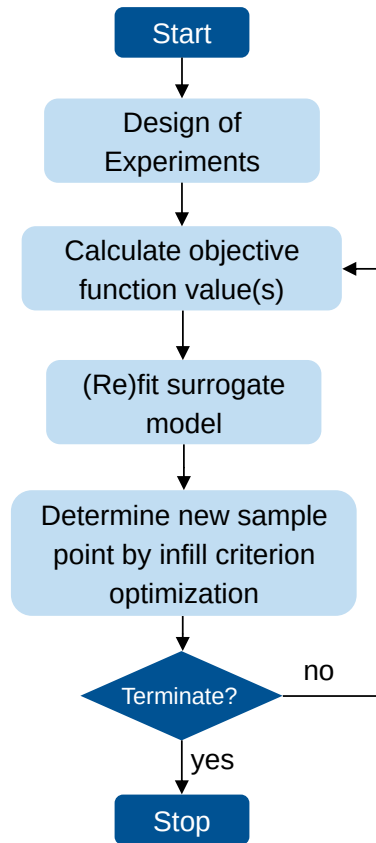 Start
Design of
Experiments
Calculate objective
function value(s)
(Re)fit surrogate
model
Determine new sample
point by infill criterion
optimization
Terminate?
no
yes
Stop